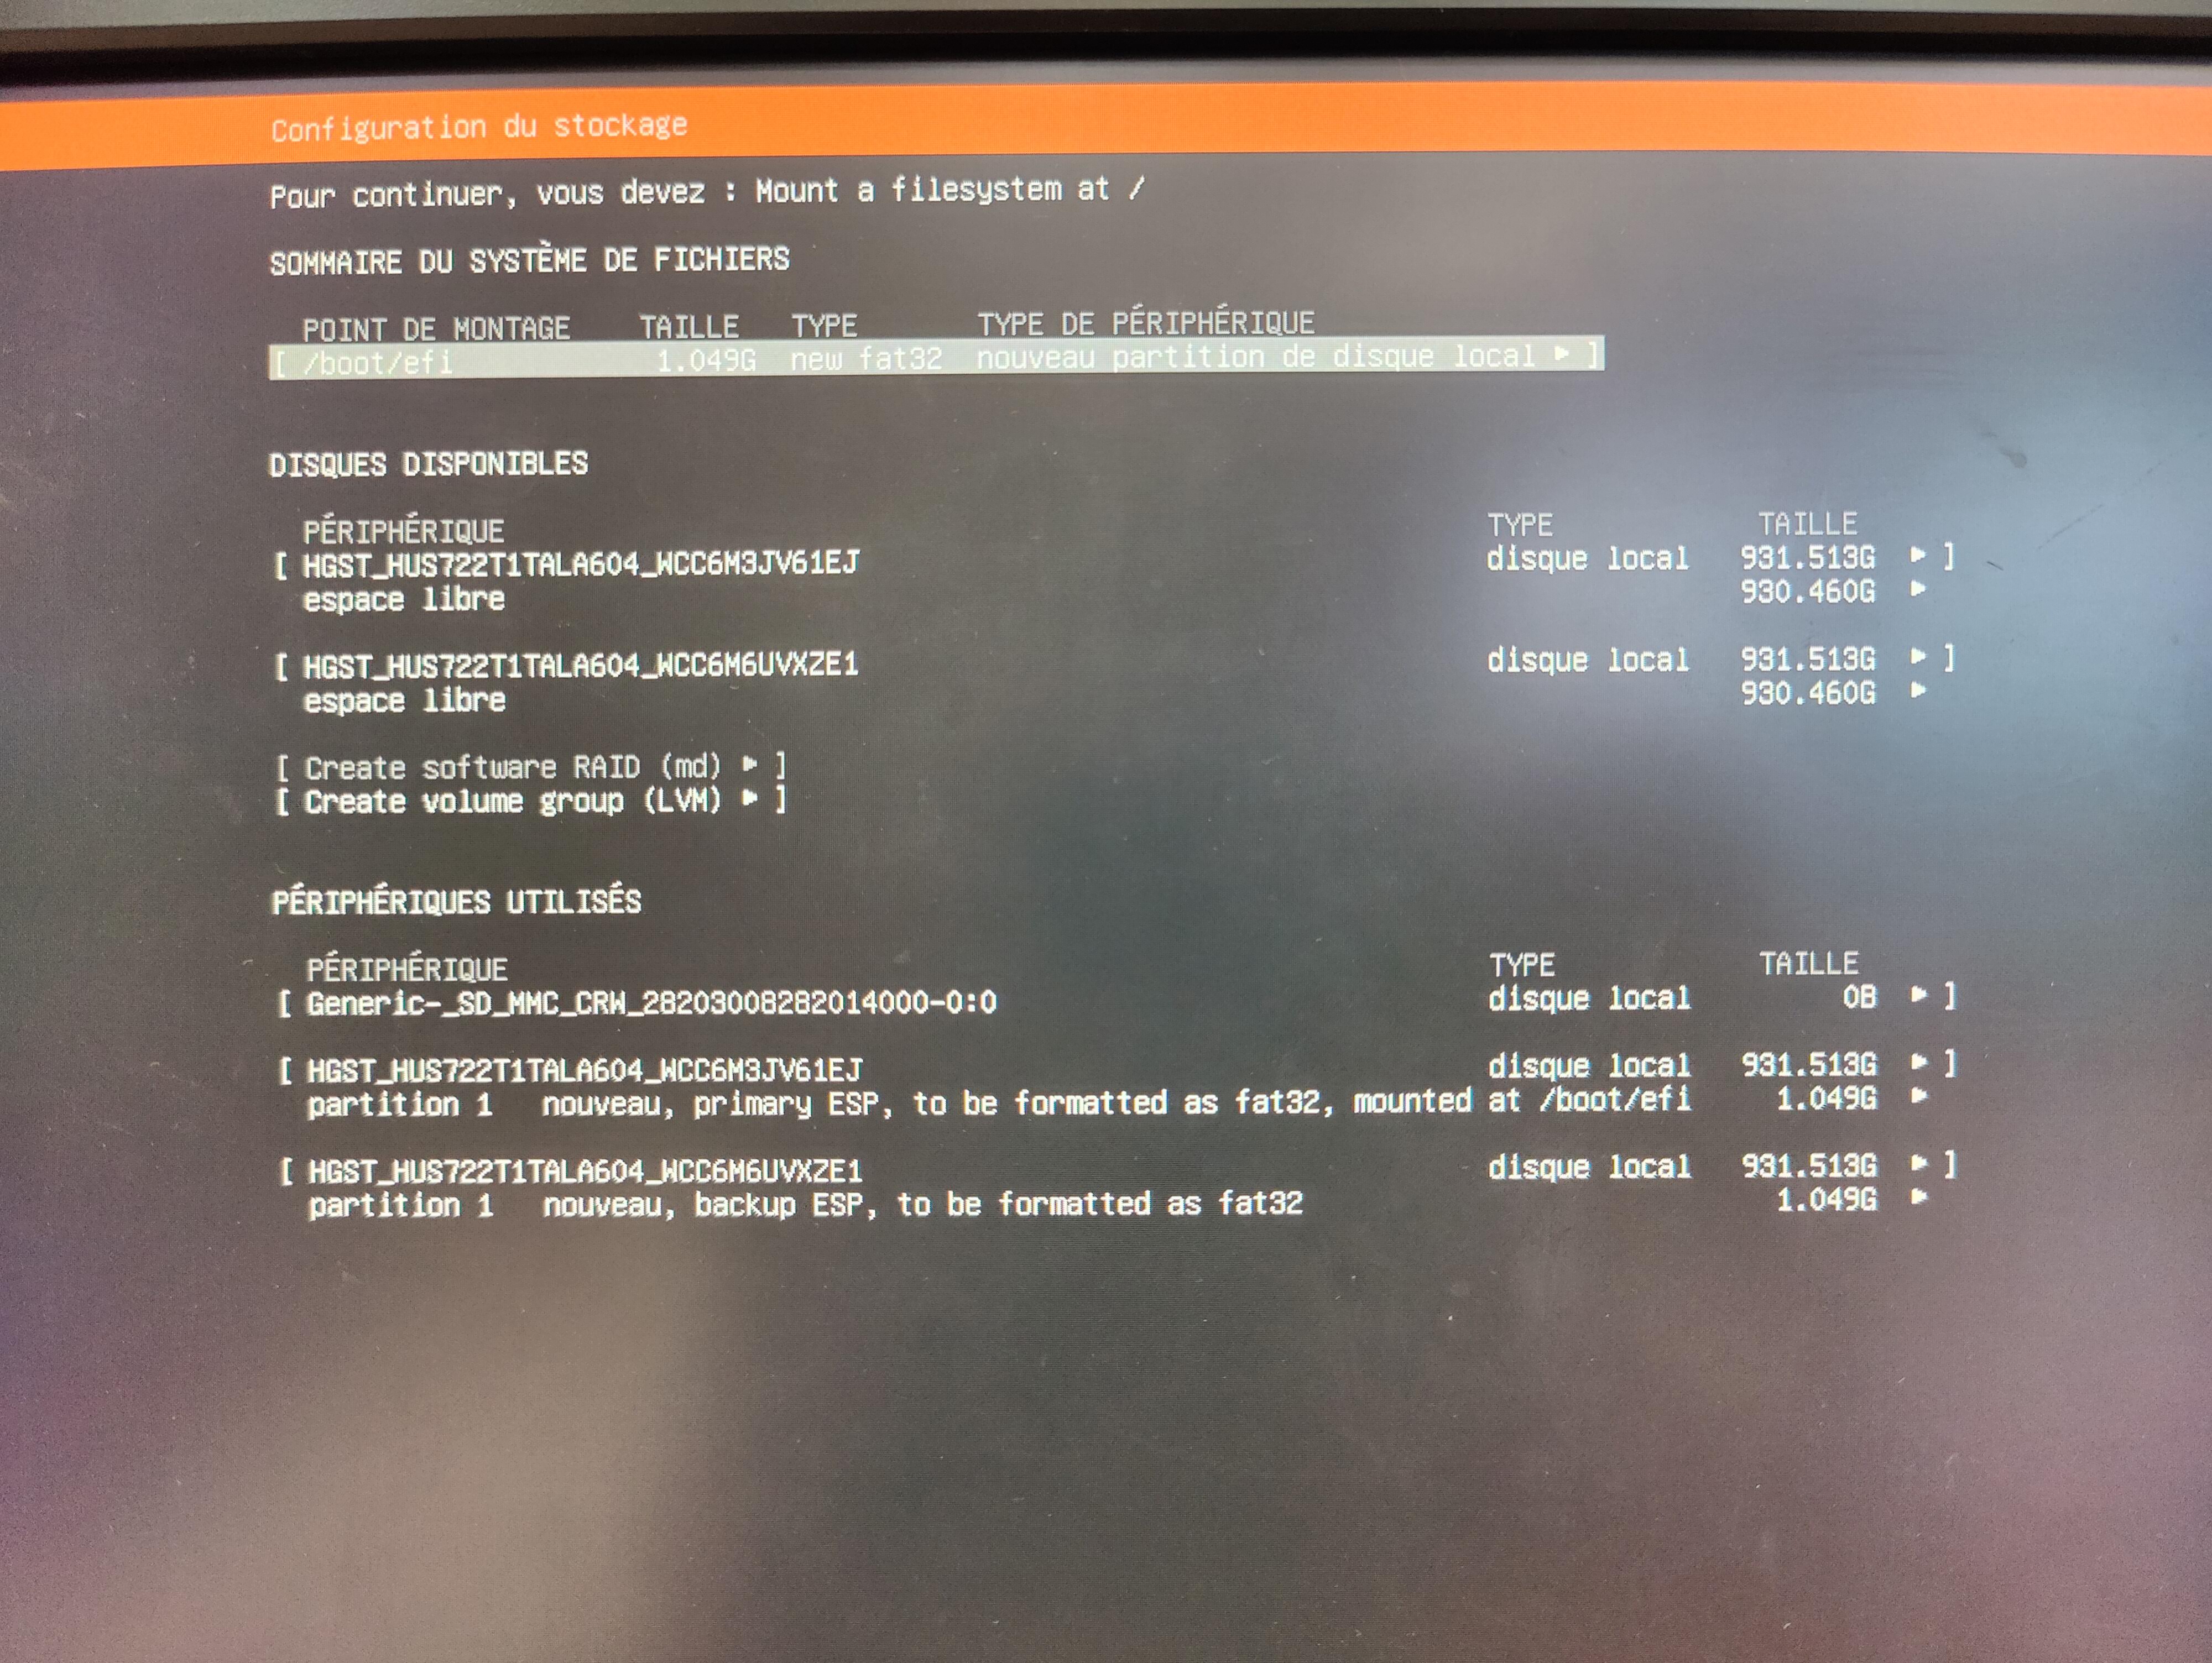 Configuration du stockage
Pour continuer, vous devez : Mount a filesystem at /
SOMMAIRE DU SYSTÈME DE FICHIERS
POINT DE MONTAGE TAILLE TYPE TYPE DE PÉRIPHÉRIQUE
[ /boot/efi 1.049G new fat32 nouveau partition de disque local ▸ ]
DISQUES DISPONIBLES
PÉRIPHÉRIQUE TYPE TAILLE
[ HGST_HUS722T1TALA604_WCC6M3JV61EJ disque local 931.513G ▸ ]
espace libre 930.460G ▸
[ HGST_HUS722T1TALA604_WCC6M6UVXZE1 disque local 931.513G ▸ ]
espace libre 930.460G ▸
[ Create software RAID (md) ▸ ]
[ Create volume group (LVM) ▸ ]
PÉRIPHÉRIQUES UTILISÉS
PÉRIPHÉRIQUE TYPE TAILLE
[ Generic-_SD_MMC_CRW_28203008282014000-0:0 disque local 0B ▸ ]
[ HGST_HUS722T1TALA604_WCC6M3JV61EJ disque local 931.513G ▸ ]
partition 1 nouveau, primary ESP, to be formatted as fat32, mounted at /boot/efi 1.049G ▸
[ HGST_HUS722T1TALA604_WCC6M6UVXZE1 disque local 931.513G ▸ ]
partition 1 nouveau, backup ESP, to be formatted as fat32 1.049G ▸